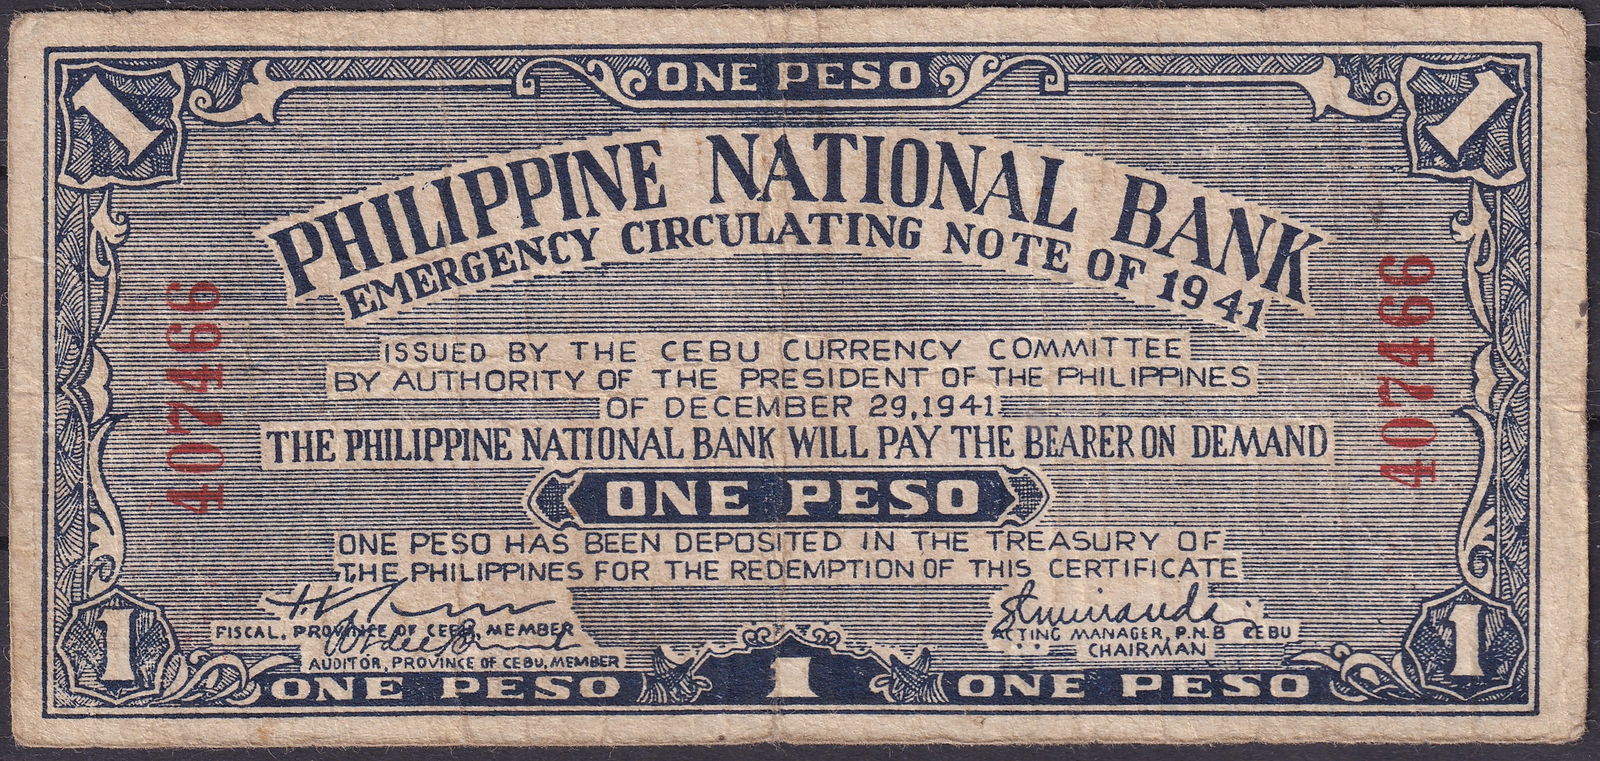 1 ONE PESO 1
PHILIPPINE NATIONAL BANK
EMERGENCY CIRCULATING NOTE OF 1941
407466
407466
ISSUED BY THE CEBU CURRENCY COMMITTEE
BY AUTHORITY OF THE PRESIDENT OF THE PHILIPPINES
OF DECEMBER 29,1941.
THE PHILIPPINE NATIONAL BANK WILL PAY THE BEARER ON DEMAND
ONE PESO
ONE PESO HAS BEEN DEPOSITED IN THE TREASURY OF
THE PHILIPPINES FOR THE REDEMPTION OF THIS CERTIFICATE
FISCAL, PROVINCE OF CEBU, MEMBER
ACTING MANAGER, P.N.B CEBU
AUDITOR, PROVINCE OF CEBU, MEMBER
CHAIRMAN
1 ONE PESO 1 ONE PESO 1